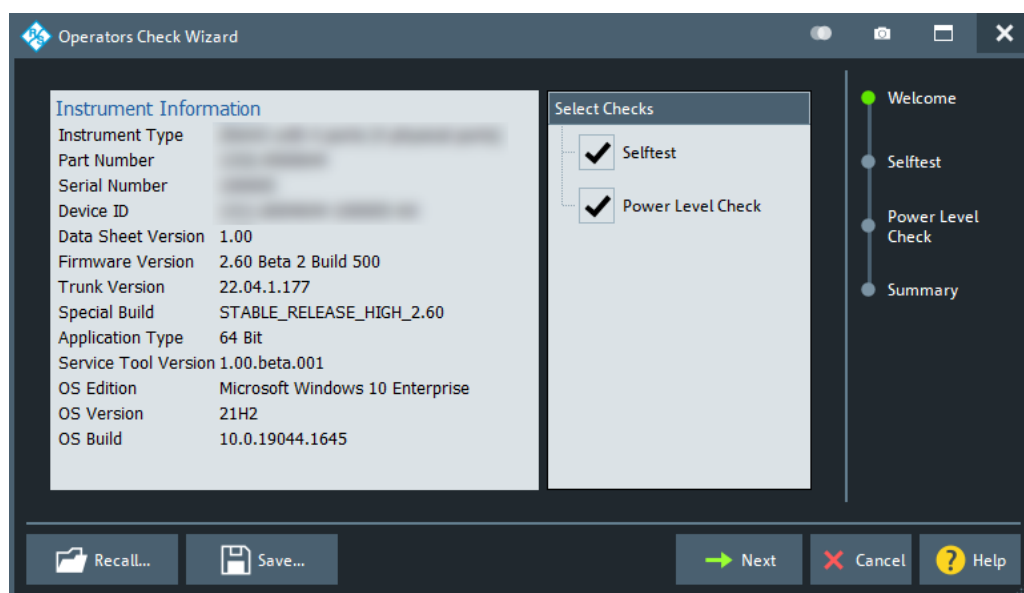 R&S Operators Check Wizard
Instrument Information
Instrument Type
Part Number
Serial Number
Device ID
Data Sheet Version 1.00
Firmware Version 2.60 Beta 2 Build 500
Trunk Version 22.04.1.177
Special Build STABLE_RELEASE_HIGH_2.60
Application Type 64 Bit
Service Tool Version 1.00.beta.001
OS Edition Microsoft Windows 10 Enterprise
OS Version 21H2
OS Build 10.0.19044.1645
Select Checks
Selftest
Power Level Check
Welcome
Selftest
Power Level
Check
Summary
Recall...
Save...
Next
Cancel
? Help